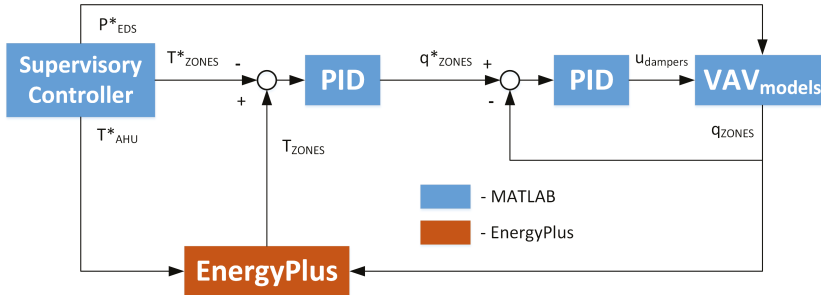 P*EDS
Supervisory
Controller
T*ZONES
-
+
PID
q*ZONES
+
-
PID
udampers
VAVmodels
T*AHU
TZONES
qZONES
- MATLAB
- EnergyPlus
EnergyPlus